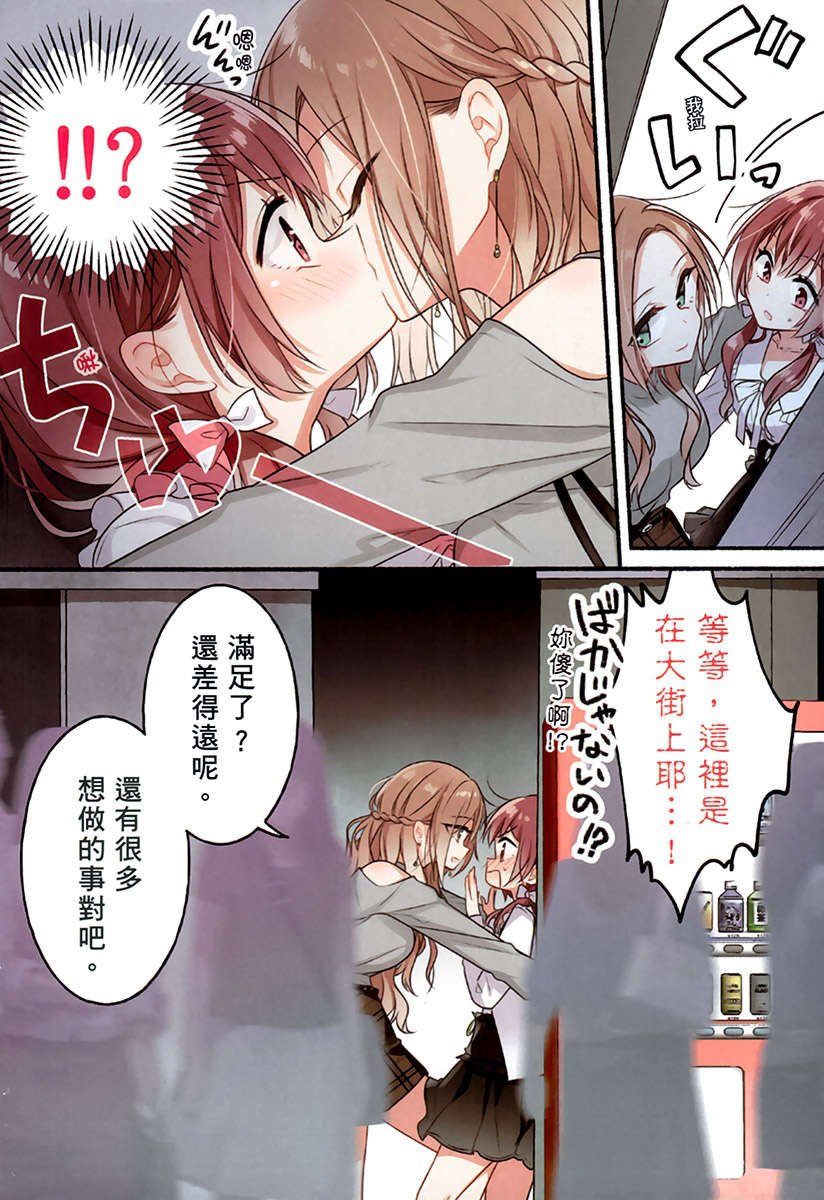 ぐいっ
我拉
んんっ
嗯嗯
!!?
ちゅー
啾
等等，這裡是
在大街上耶…！
ばかじゃないの!?
妳傻了啊!?
滿足了？
還差得遠呢。
還有很多
想做的事對吧。